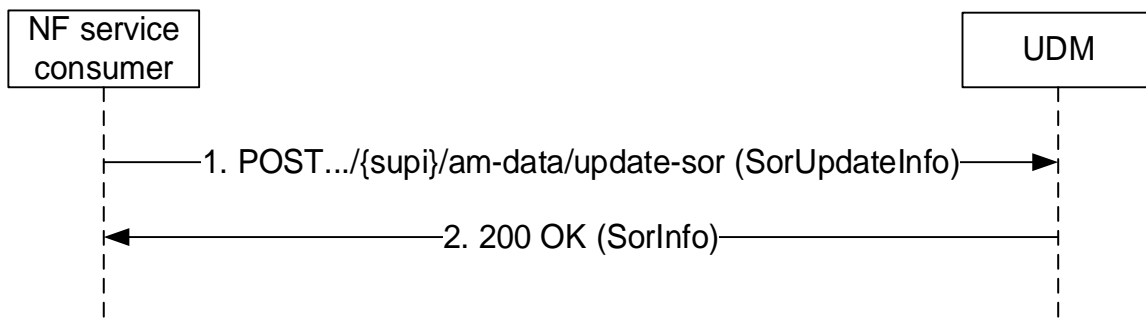 NF service
consumer
UDM
1. POST.../{supi}/am-data/update-sor (SorUpdateInfo)
2. 200 OK (SorInfo)